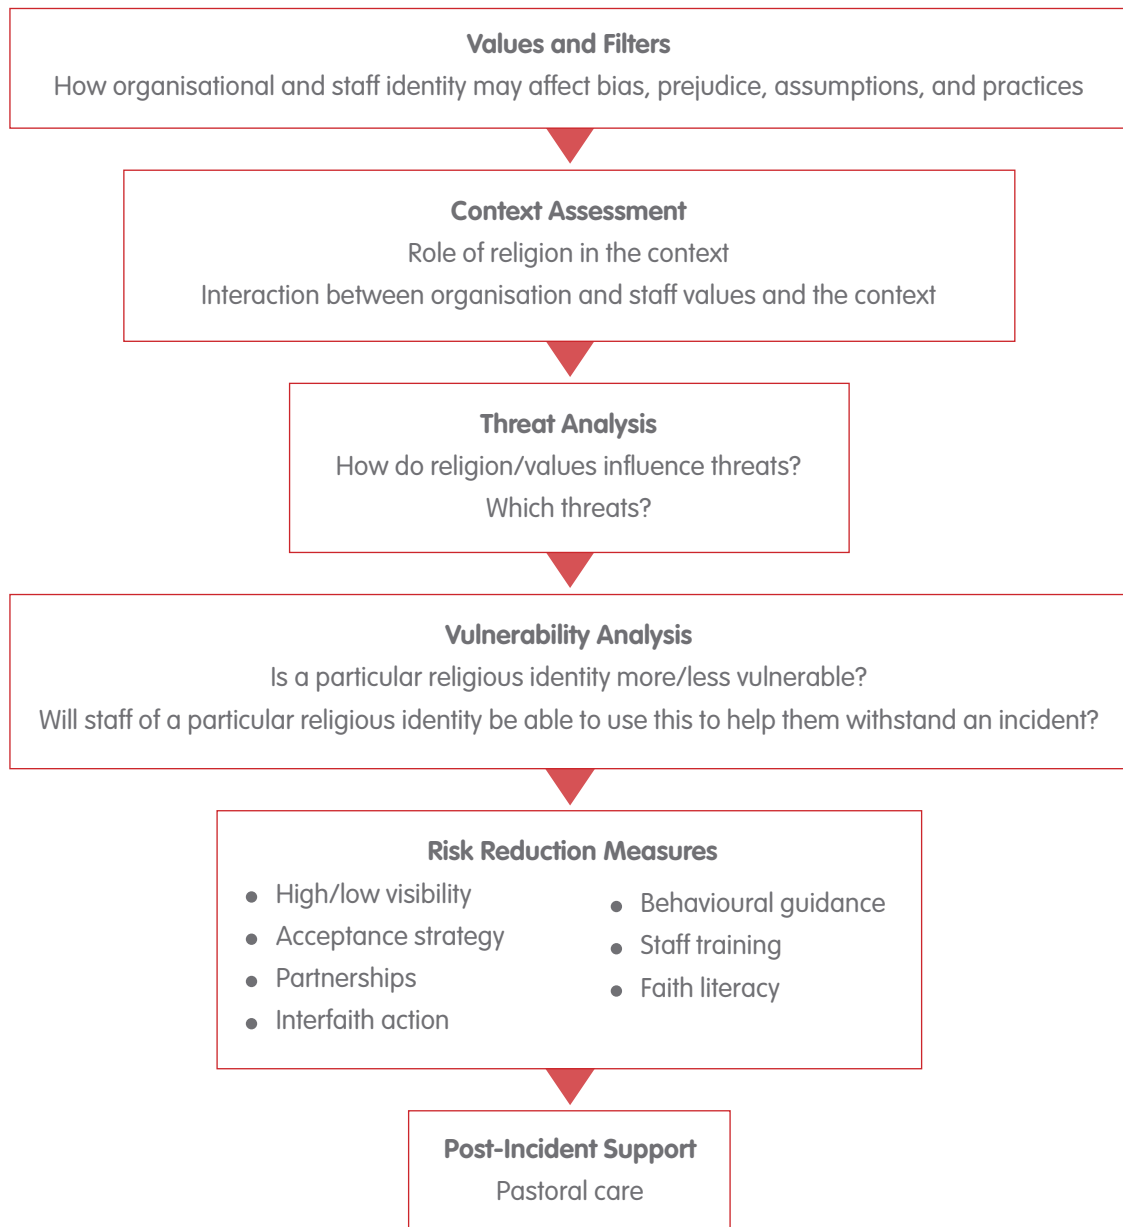 Values and Filters
How organisational and staff identity may affect bias, prejudice, assumptions, and practices
Context Assessment
Role of religion in the context
Interaction between organisation and staff values and the context
Threat Analysis
How do religion/values influence threats?
Which threats?
Vulnerability Analysis
Is a particular religious identity more/less vulnerable?
Will staff of a particular religious identity be able to use this to help them withstand an incident?
Risk Reduction Measures
● High/low visibility
● Acceptance strategy
● Partnerships
● Interfaith action
● Behavioural guidance
● Staff training
● Faith literacy
Post-Incident Support
Pastoral care